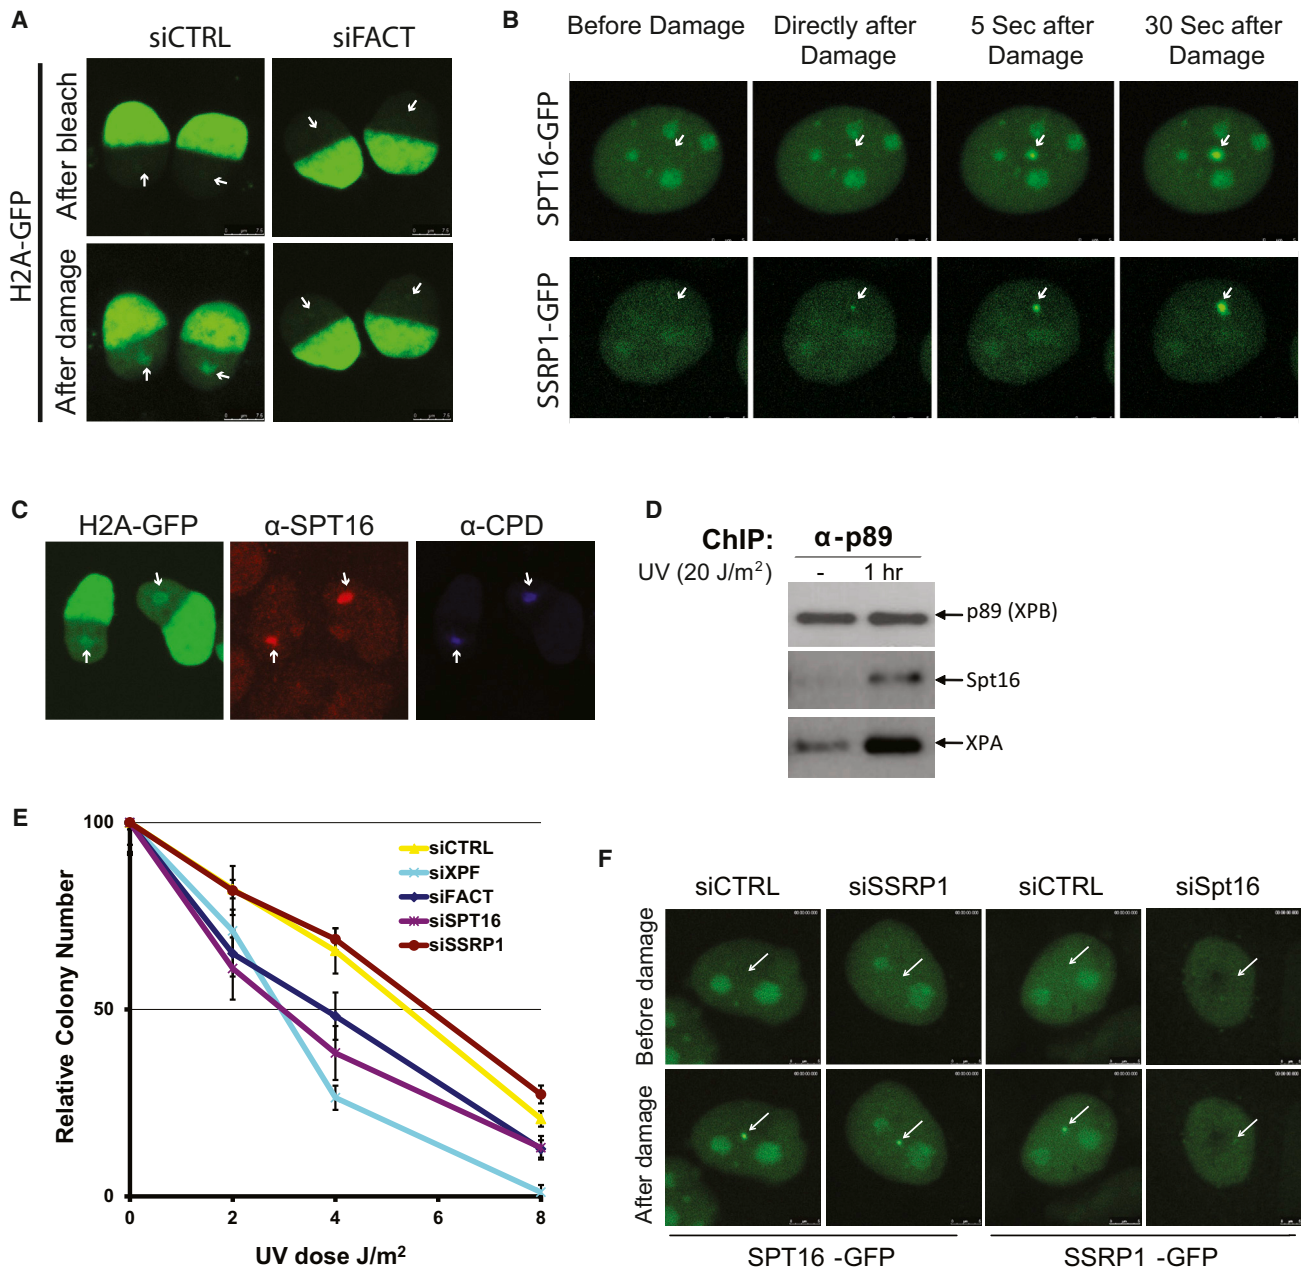 A
siCTRL
siFACT
H2A-GFP
After bleach
After damage
B
Before Damage
Directly after Damage
5 Sec after Damage
30 Sec after Damage
SPT16-GFP
SSRP1-GFP
C
H2A-GFP
α-SPT16
α-CPD
D
ChIP:
α-p89
UV (20 J/m²)
-
1 hr
p89 (XPB)
Spt16
XPA
E
Relative Colony Number
100
50
0
siCTRL
siXPF
siFACT
siSPT16
siSSRP1
0 2 4 6 8
UV dose J/m²
F
siCTRL
siSSRP1
siCTRL
siSpt16
Before damage
After damage
SPT16 -GFP
SSRP1 -GFP